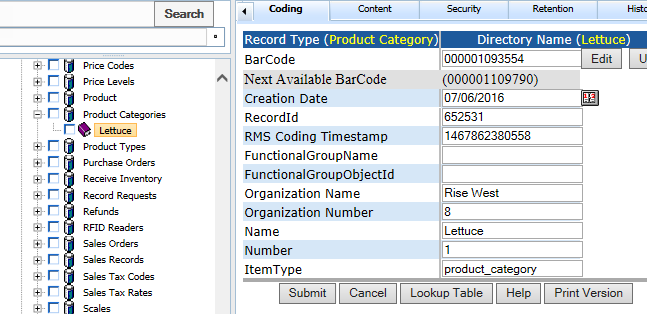 Search
Price Codes
Price Levels
Product
Product Categories
Lettuce
Product Types
Purchase Orders
Receive Inventory
Record Requests
Refunds
RFID Readers
Sales Orders
Sales Records
Sales Tax Codes
Sales Tax Rates
Scales
Coding Content Security Retention Histo
Record Type (Product Category) Directory Name (Lettuce)
BarCode 000001093554 Edit U
Next Available BarCode (000001109790)
Creation Date 07/06/2016
RecordId 652531
RMS Coding Timestamp 1467862380558
FunctionalGroupName
FunctionalGroupObjectId
Organization Name Rise West
Organization Number 8
Name Lettuce
Number 1
ItemType product_category
Submit Cancel Lookup Table Help Print Version